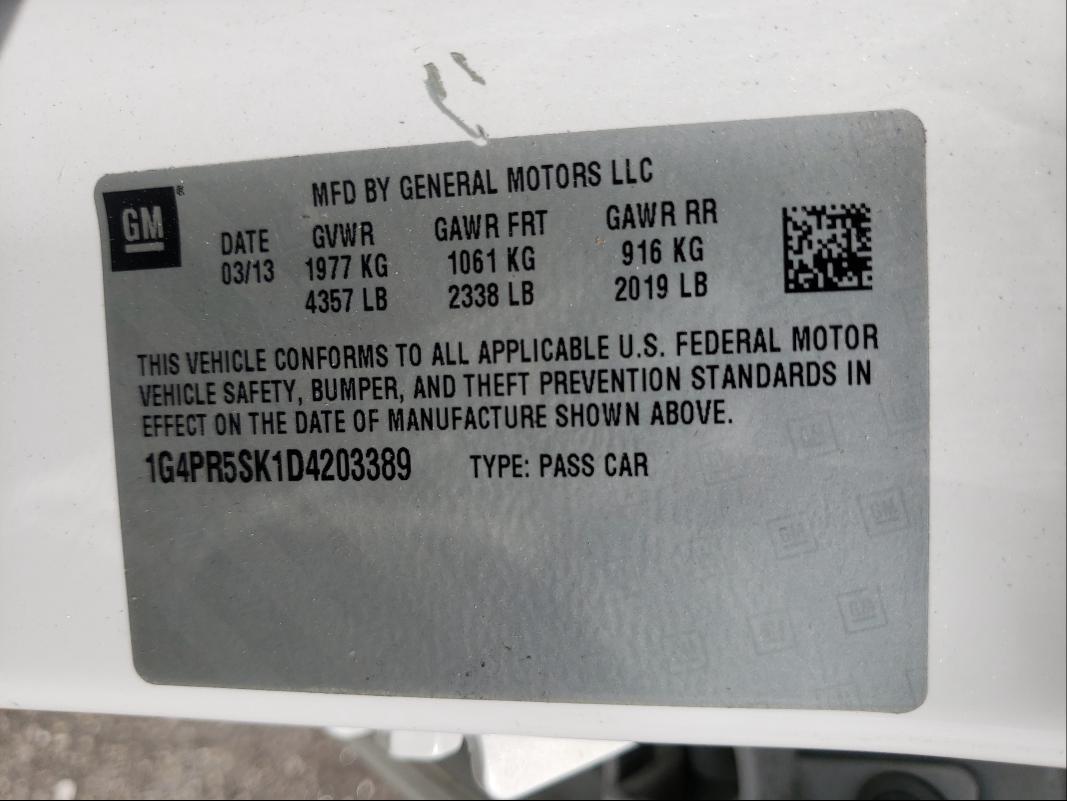 GM
MFD BY GENERAL MOTORS LLC
DATE GVWR GAWR FRT GAWR RR
03/13 1977 KG 1061 KG 916 KG
4357 LB 2338 LB 2019 LB
THIS VEHICLE CONFORMS TO ALL APPLICABLE U.S. FEDERAL MOTOR
VEHICLE SAFETY, BUMPER, AND THEFT PREVENTION STANDARDS IN
EFFECT ON THE DATE OF MANUFACTURE SHOWN ABOVE.
1G4PR5SK1D4203389 TYPE: PASS CAR